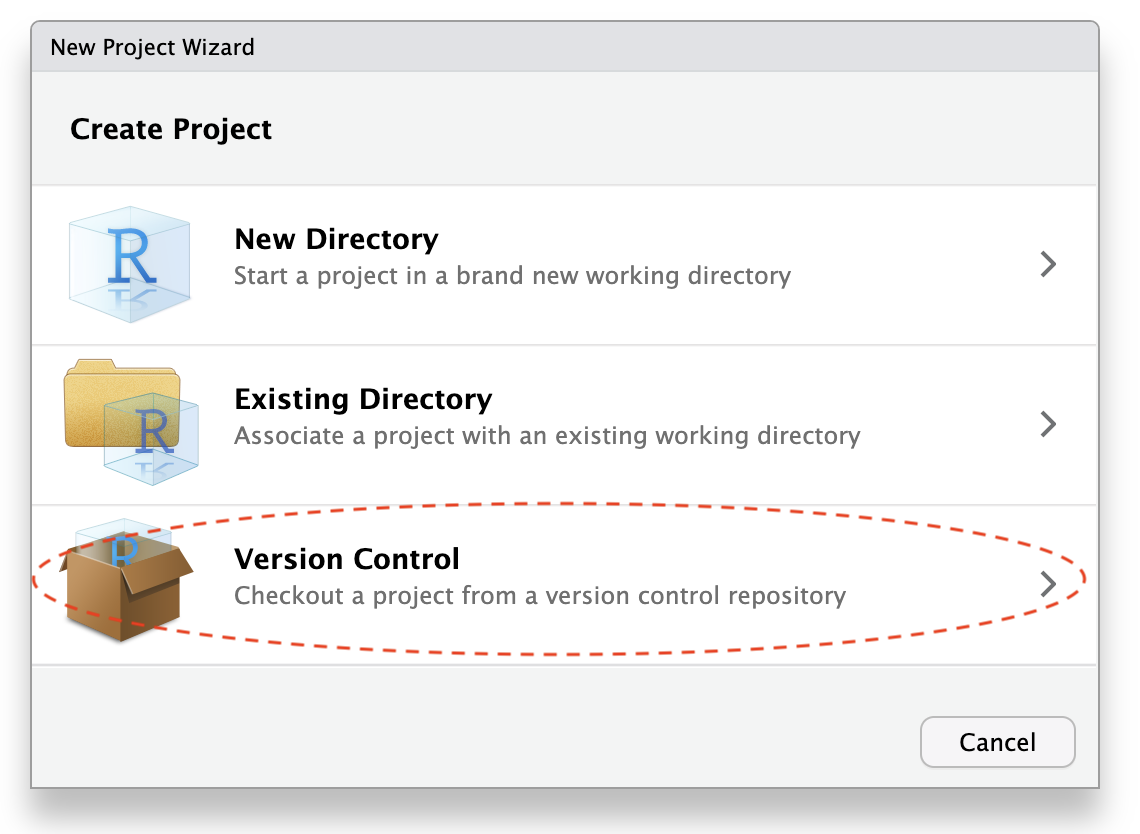 New Project Wizard
Create Project
R
New Directory
Start a project in a brand new working directory
R
Existing Directory
Associate a project with an existing working directory
R
Version Control
Checkout a project from a version control repository
Cancel